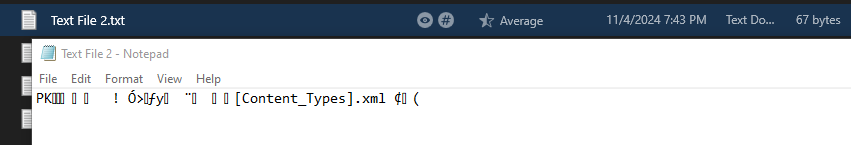 Text File 2.txt Average 11/4/2024 7:43 PM Text Do... 67 bytes
Text File 2 - Notepad
File Edit Format View Help
PK ! Ó> ƒy ¨ [Content_Types].xml ¢ (